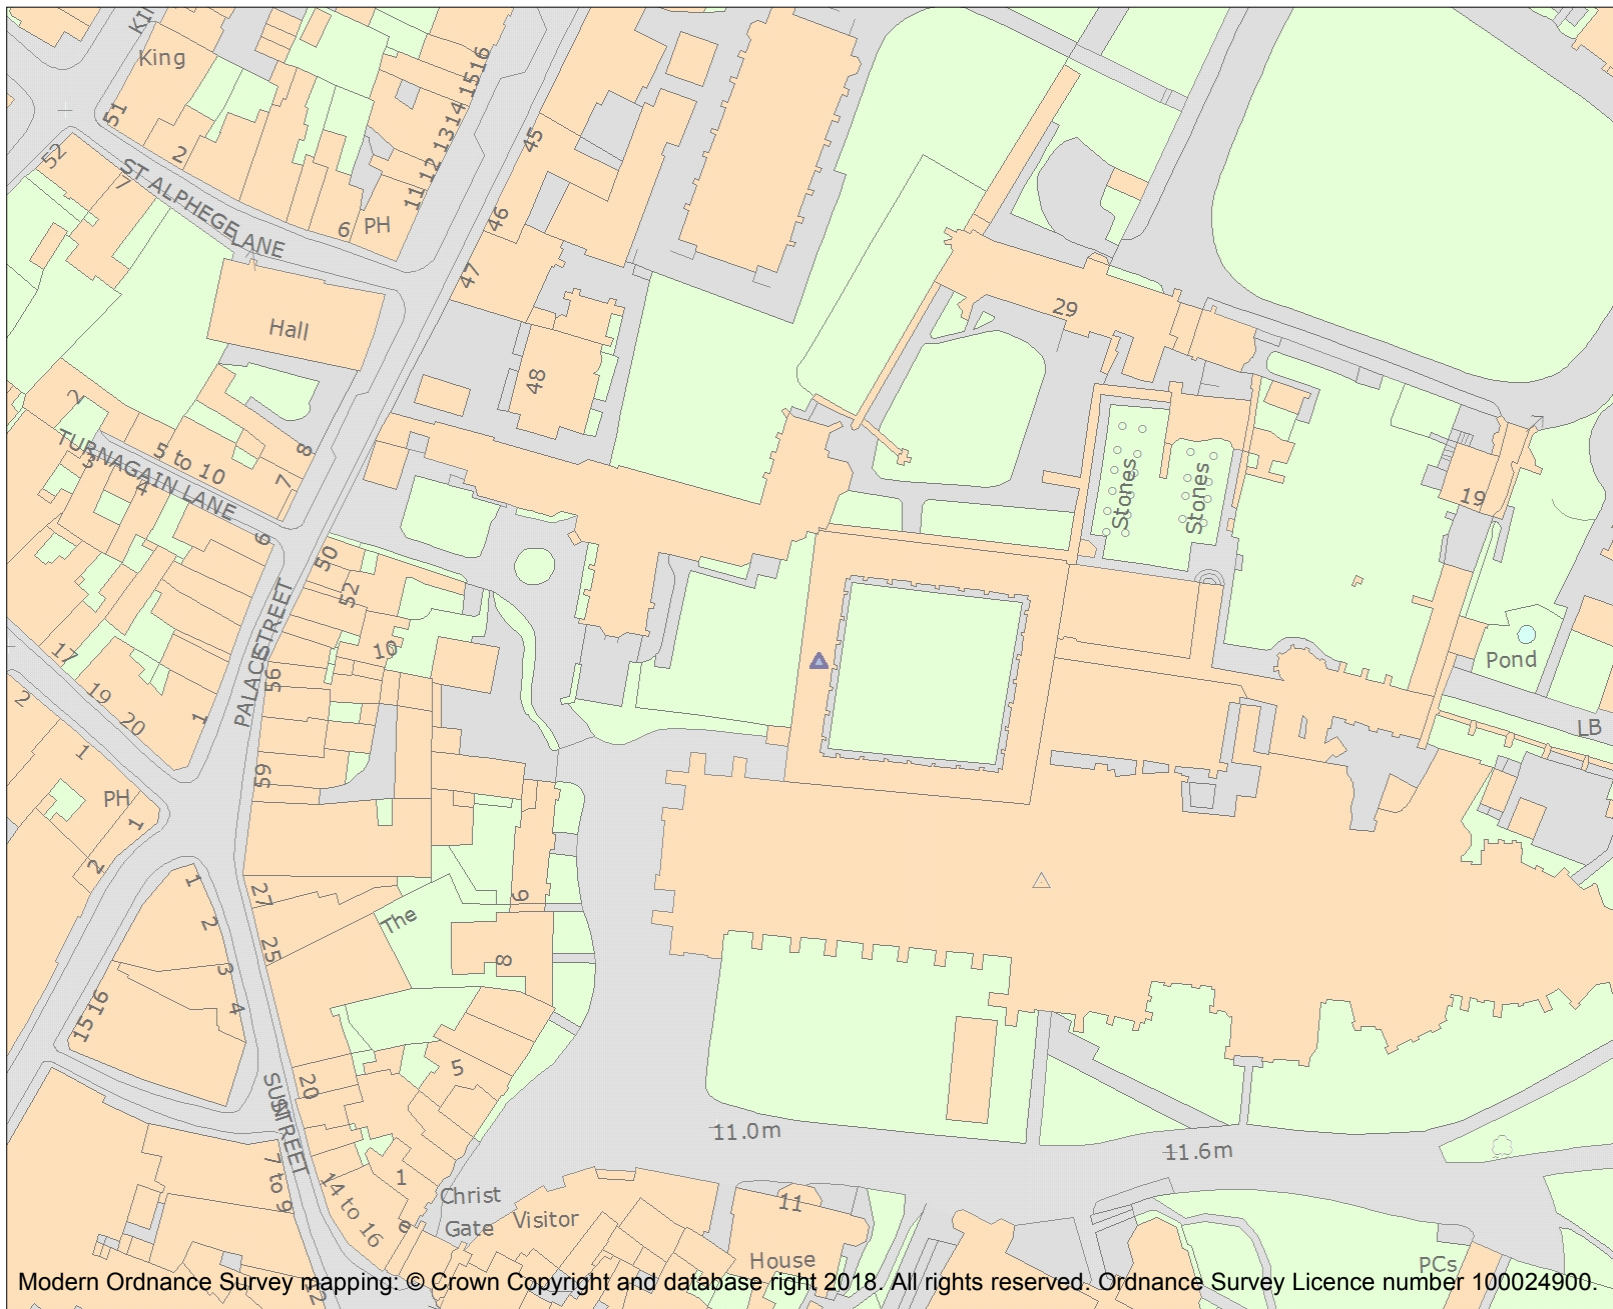 KIN
King
51
52
2
7
ST ALPHEGE
LANE
6
PH
11 12 13 14 15 16
45
46
47
48
Hall
29
2
5 to 10
TURNAGAIN LANE
3
4
8
7
6
Stones
Stones
19
50
52
10
PALACE
STREET
56
59
17
19
20
1
2
1
PH
1
2
Pond
LB
27
25
The
9
8
1
2
3
4
15 16
5
SUN
STREET
20
7 to 9
14 to 16
1
e
Christ
Gate
Visitor
11
House
11.0m
11.6m
PCs
12
Modern Ordnance Survey mapping: © Crown Copyright and database right 2018. All rights reserved. Ordnance Survey Licence number 100024900.